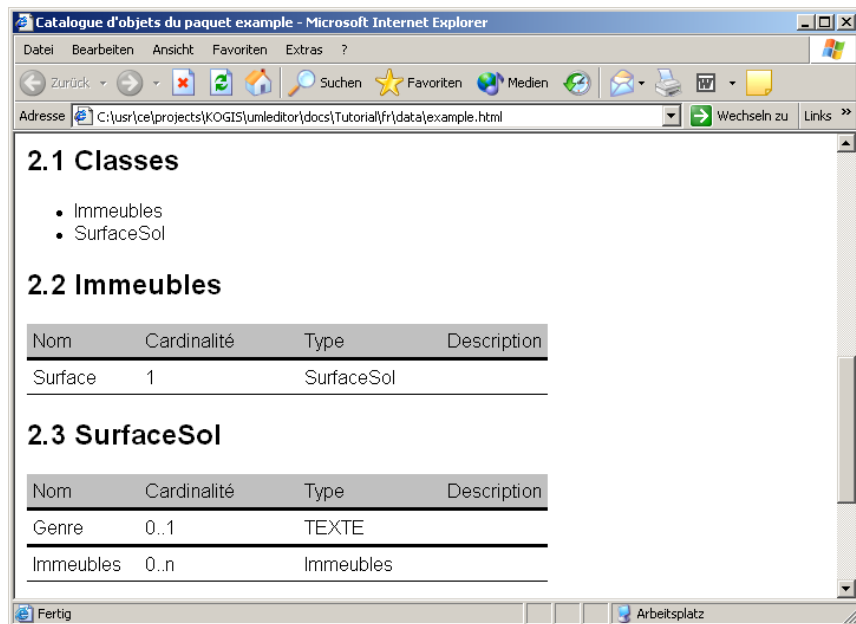 Catalogue d'objets du paquet example - Microsoft Internet Explorer
Datei Bearbeiten Ansicht Favoriten Extras ?
Zurück Suchen Favoriten Medien
Adresse C:\usr\ce\projects\KOGIS\umleditor\docs\Tutorial\fr\data\example.html Wechseln zu Links »
2.1 Classes
• Immeubles
• SurfaceSol
2.2 Immeubles
Nom Cardinalité Type Description
Surface 1 SurfaceSol
2.3 SurfaceSol
Nom Cardinalité Type Description
Genre 0..1 TEXTE
Immeubles 0..n Immeubles
Fertig Arbeitsplatz